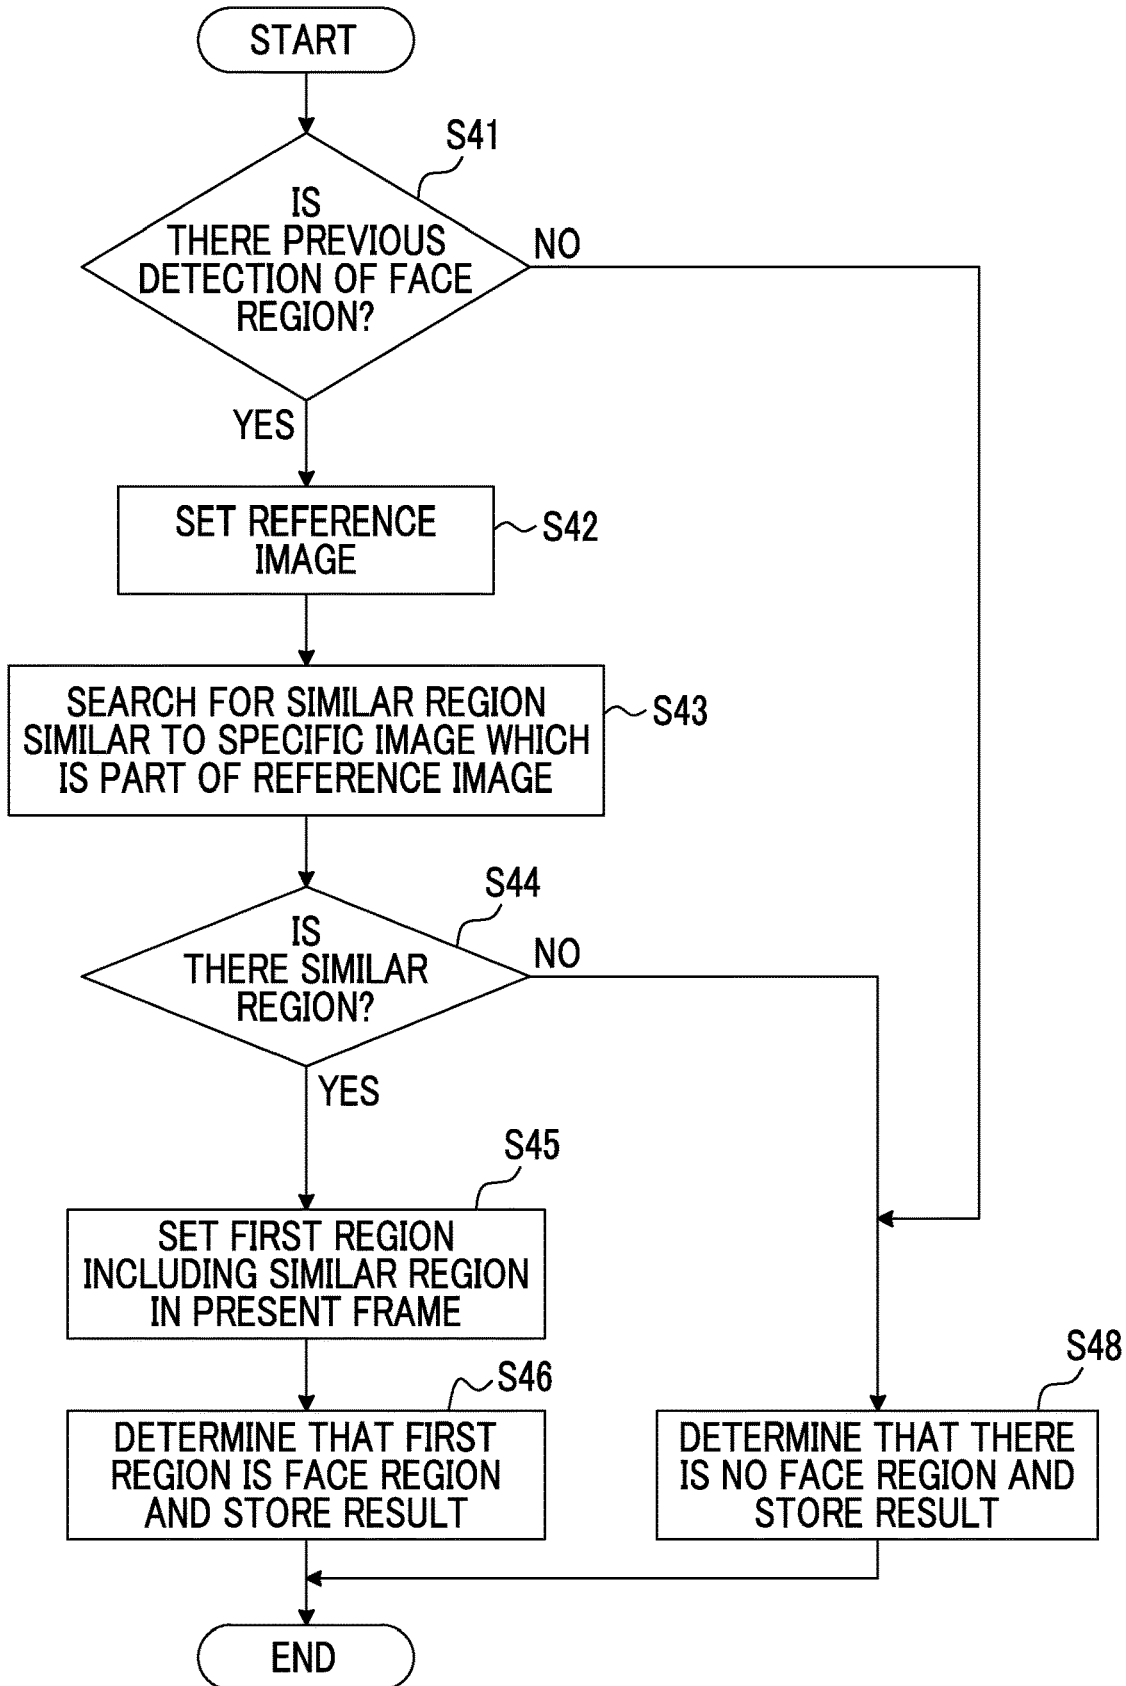 START
S41
IS
THERE PREVIOUS
DETECTION OF FACE
REGION?
NO
YES
SET REFERENCE
IMAGE
S42
SEARCH FOR SIMILAR REGION
SIMILAR TO SPECIFIC IMAGE WHICH
IS PART OF REFERENCE IMAGE
S43
S44
IS
THERE SIMILAR
REGION?
NO
YES
S45
SET FIRST REGION
INCLUDING SIMILAR REGION
IN PRESENT FRAME
S46
DETERMINE THAT FIRST
REGION IS FACE REGION
AND STORE RESULT
S48
DETERMINE THAT THERE
IS NO FACE REGION AND
STORE RESULT
END